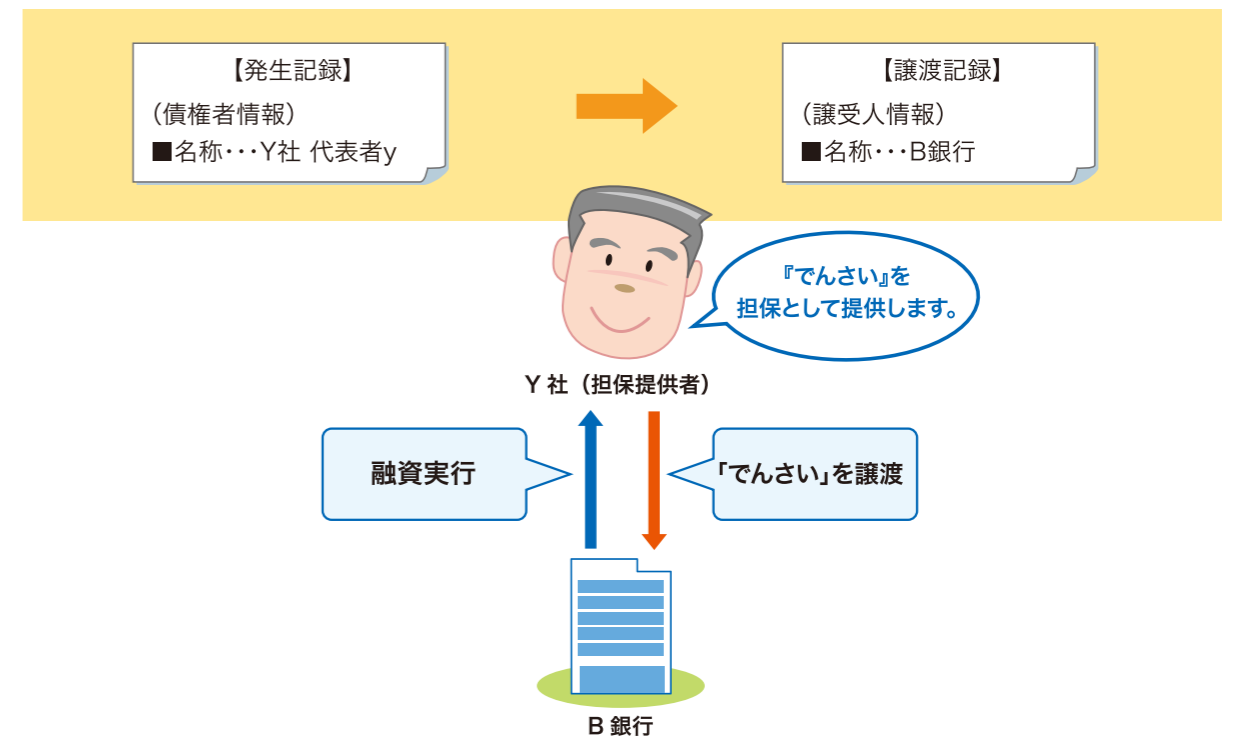 【発生記録】
(債権者情報)
■名称･･･Y社 代表者y
【譲渡記録】
(譲受人情報)
■名称･･･B銀行
『でんさい』を
担保として提供します。
Y 社（担保提供者）
融資実行
「でんさい」を譲渡
B 銀行